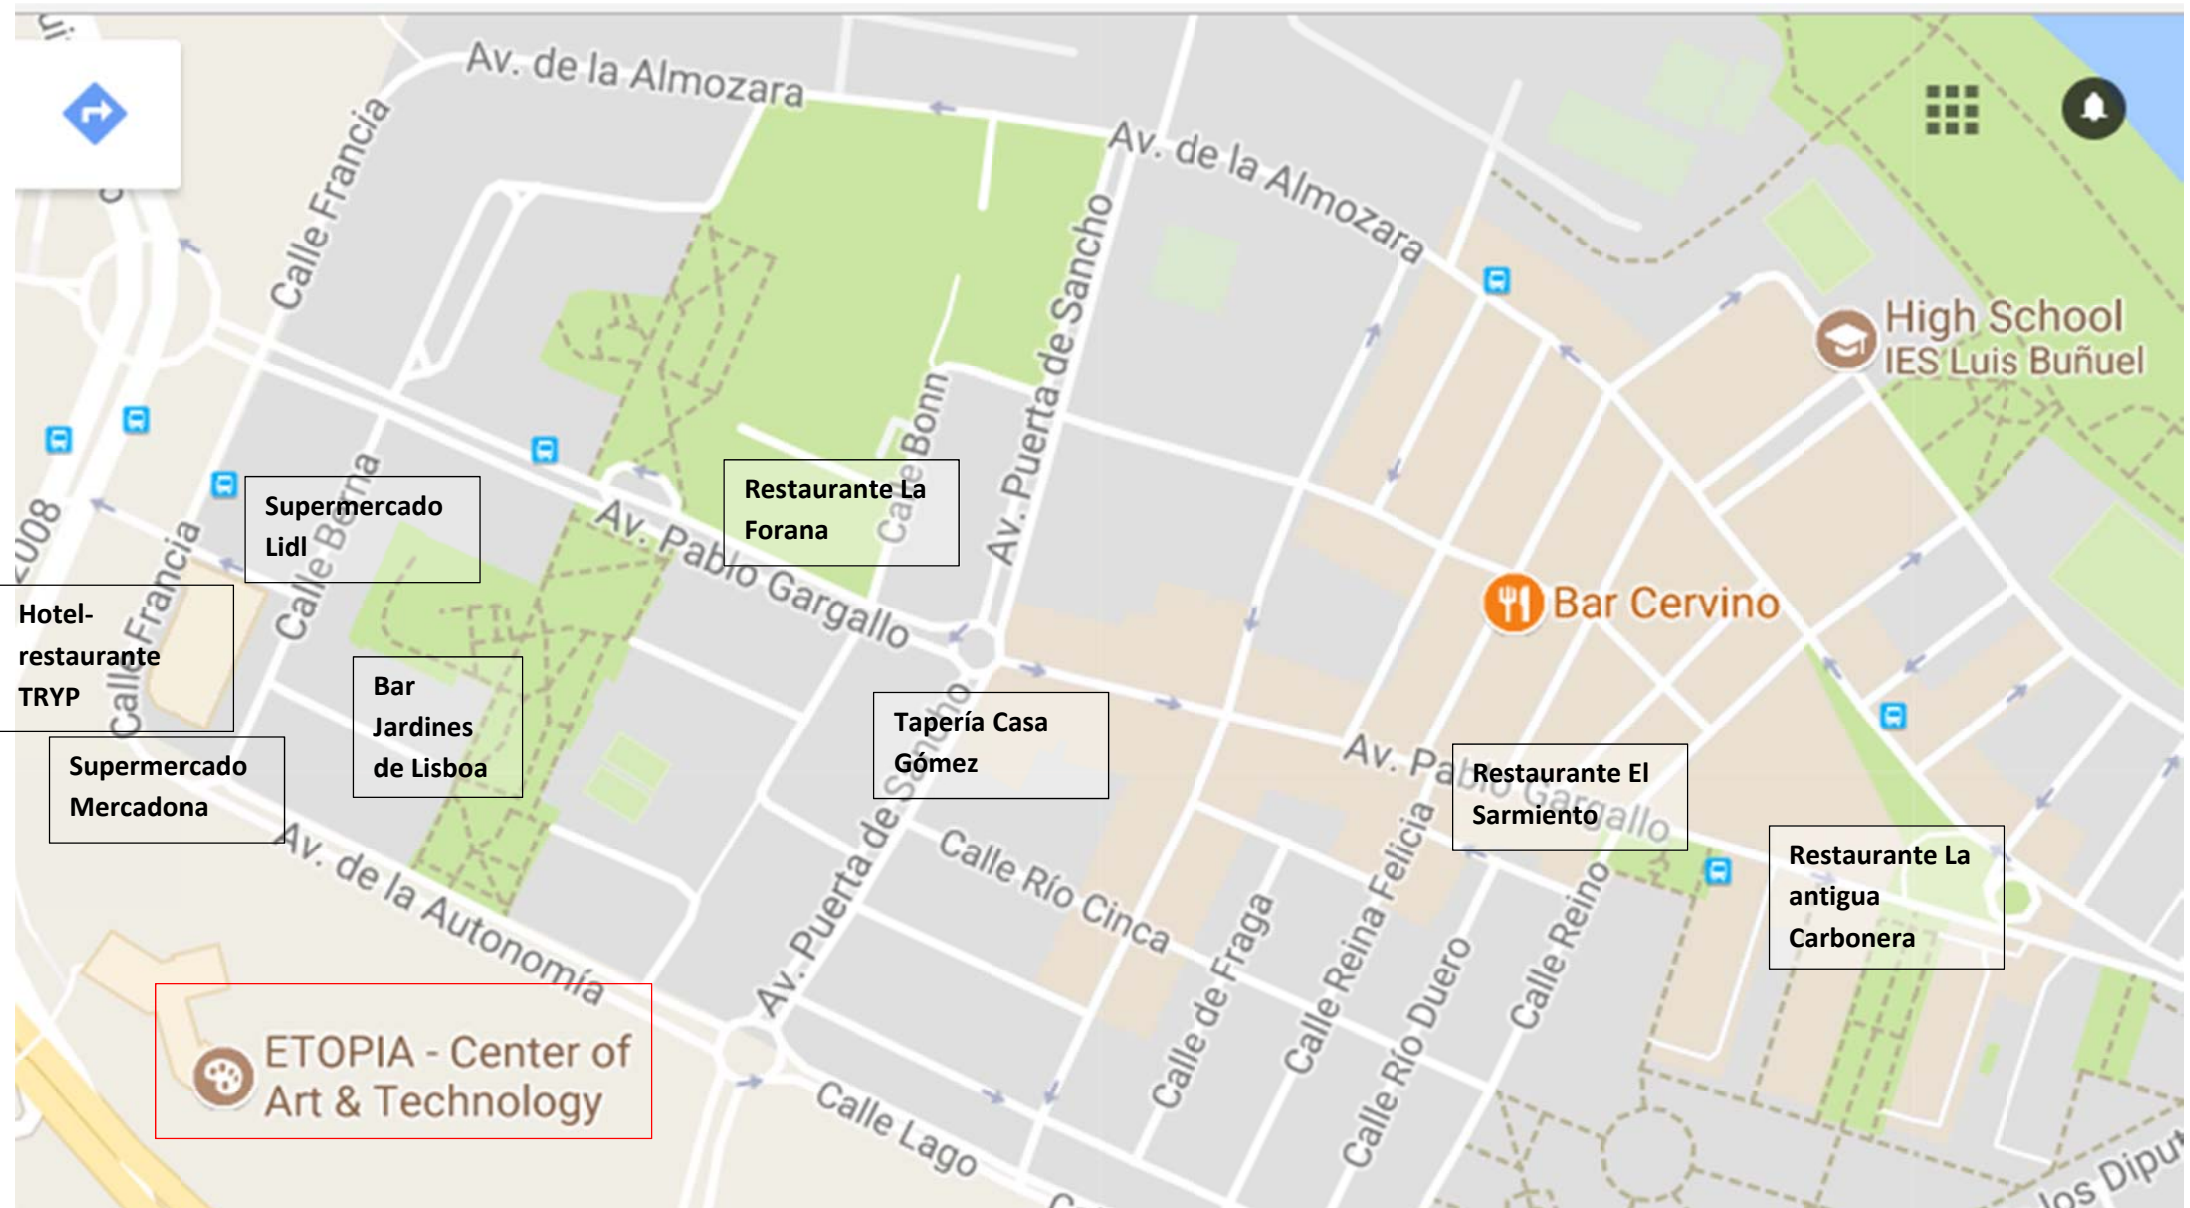 Av. de la Almozara
Calle Francia
Av. de la Almozara
Av. Puerta de Sancho
High School
IES Luis Buñuel
Calle Bonn
Supermercado
Lidl
Calle Berna
Restaurante La
Forana
2008
Calle Francia
Av. Pablo Gargallo
Hotel-
restaurante
TRYP
Bar Cervino
Bar
Jardines
de Lisboa
Tapería Casa
Gómez
Av. Puerta de Sancho
Supermercado
Mercadona
Av. Pablo Gargallo
Restaurante El
Sarmiento
Av. de la Autonomía
Calle Río Cinca
Calle de Fraga
Calle Reina Felicia
Calle Río Duero
Calle Reino
Restaurante La
antigua
Carbonera
ETOPIA - Center of
Art & Technology
Calle Lago
los Diput